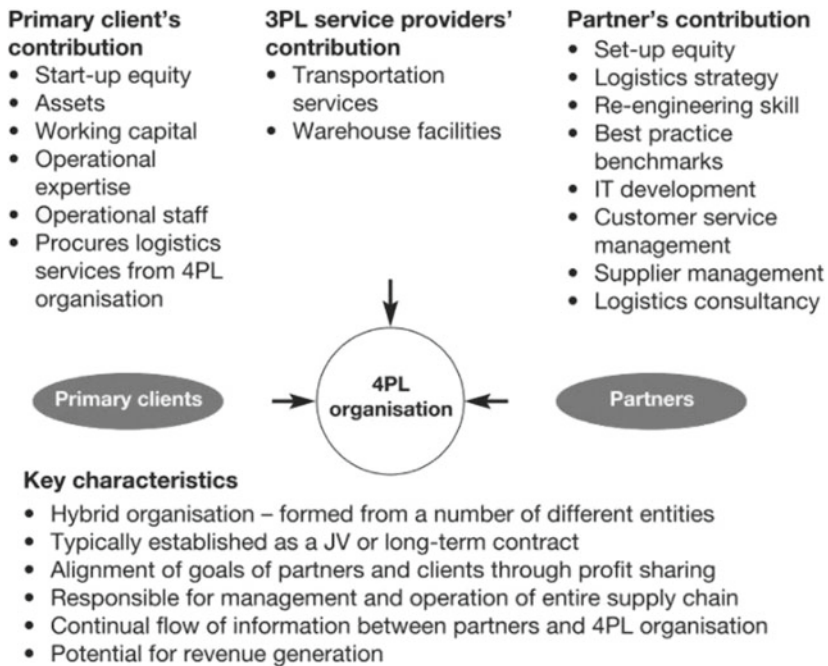 Primary client's
contribution
• Start-up equity
• Assets
• Working capital
• Operational
expertise
• Operational staff
• Procures logistics
services from 4PL
organisation
3PL service providers'
contribution
• Transportation
services
• Warehouse facilities
Partner's contribution
• Set-up equity
• Logistics strategy
• Re-engineering skill
• Best practice
benchmarks
• IT development
• Customer service
management
• Supplier management
• Logistics consultancy
Primary clients
4PL
organisation
Partners
Key characteristics
• Hybrid organisation – formed from a number of different entities
• Typically established as a JV or long-term contract
• Alignment of goals of partners and clients through profit sharing
• Responsible for management and operation of entire supply chain
• Continual flow of information between partners and 4PL organisation
• Potential for revenue generation